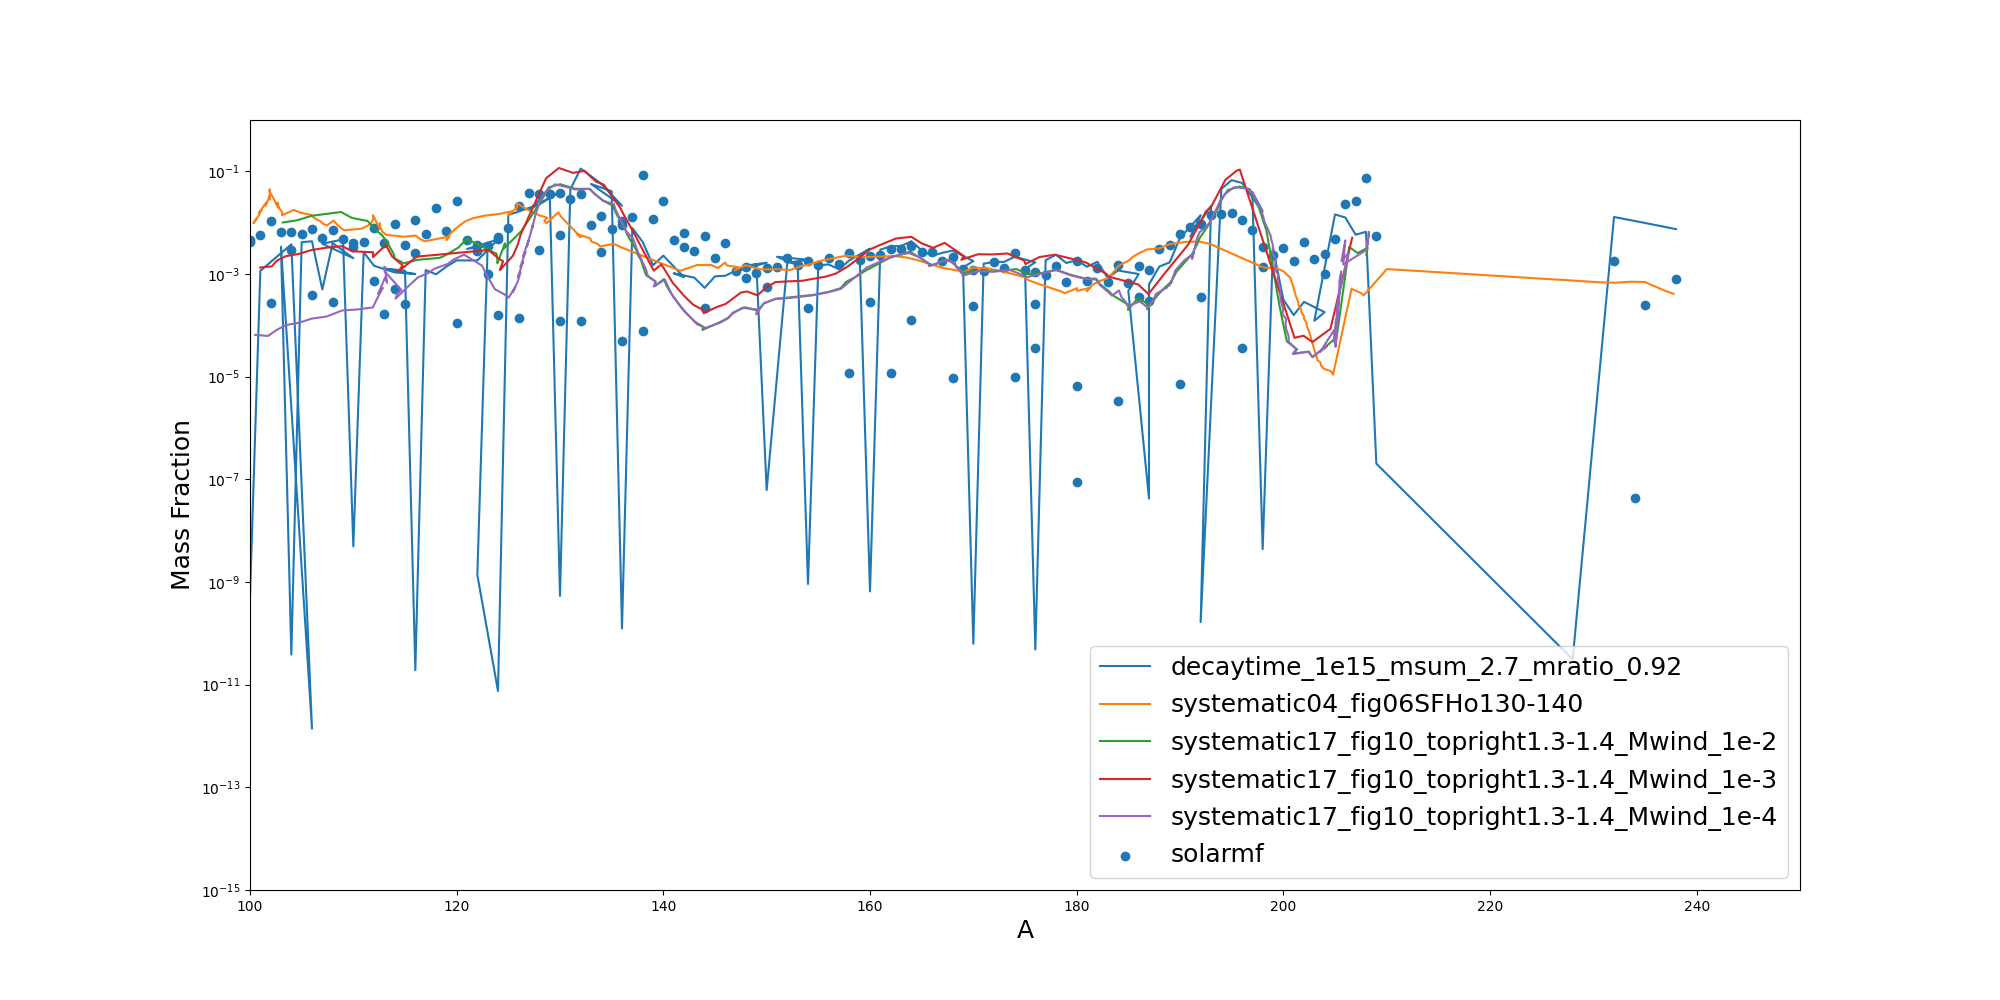 10^{-1}
10^{-3}
10^{-5}
10^{-7}
10^{-9}
10^{-11}
10^{-13}
10^{-15}
Mass Fraction
100 120 140 160 180 200 220 240
A
decaytime_1e15_msum_2.7_mratio_0.92
systematic04_fig06SFHo130-140
systematic17_fig10_topright1.3-1.4_Mwind_1e-2
systematic17_fig10_topright1.3-1.4_Mwind_1e-3
systematic17_fig10_topright1.3-1.4_Mwind_1e-4
solarmf